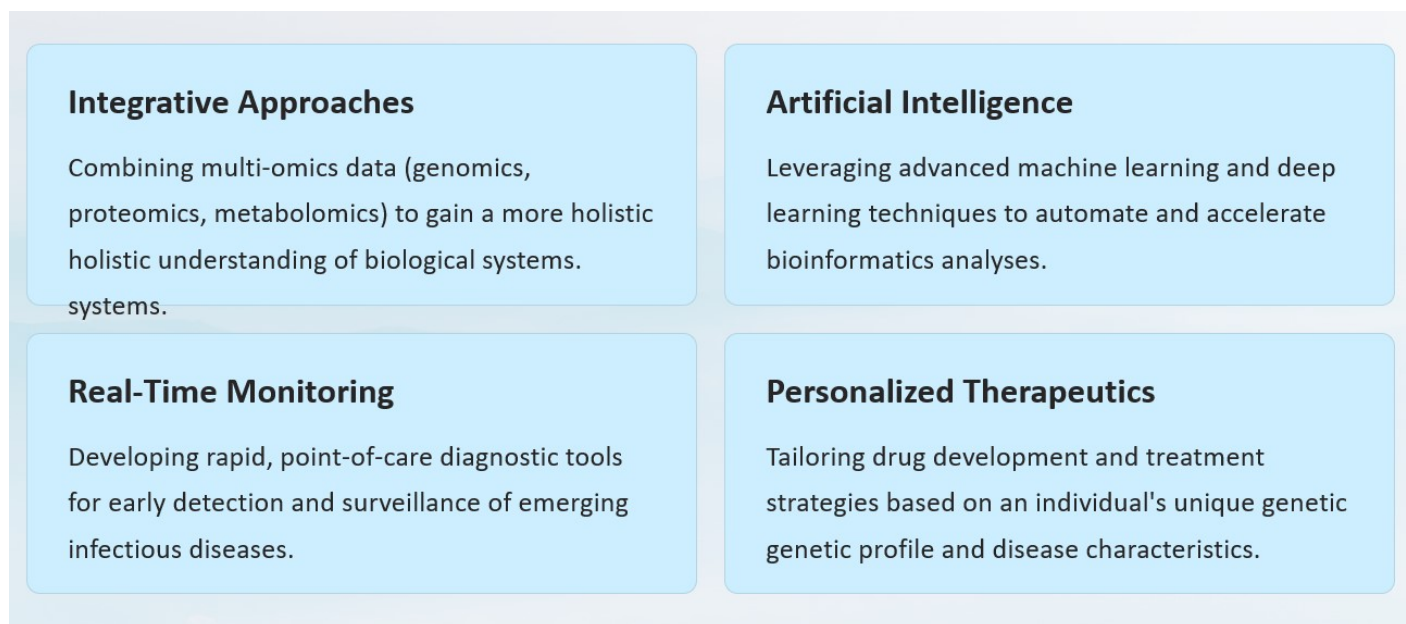 Integrative Approaches
Combining multi-omics data (genomics,
proteomics, metabolomics) to gain a more holistic
holistic understanding of biological systems.
systems.
Artificial Intelligence
Leveraging advanced machine learning and deep
learning techniques to automate and accelerate
bioinformatics analyses.
Real-Time Monitoring
Developing rapid, point-of-care diagnostic tools
for early detection and surveillance of emerging
infectious diseases.
Personalized Therapeutics
Tailoring drug development and treatment
strategies based on an individual's unique genetic
genetic profile and disease characteristics.